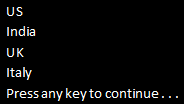 US
India
UK
Italy
Press any key to continue . . .